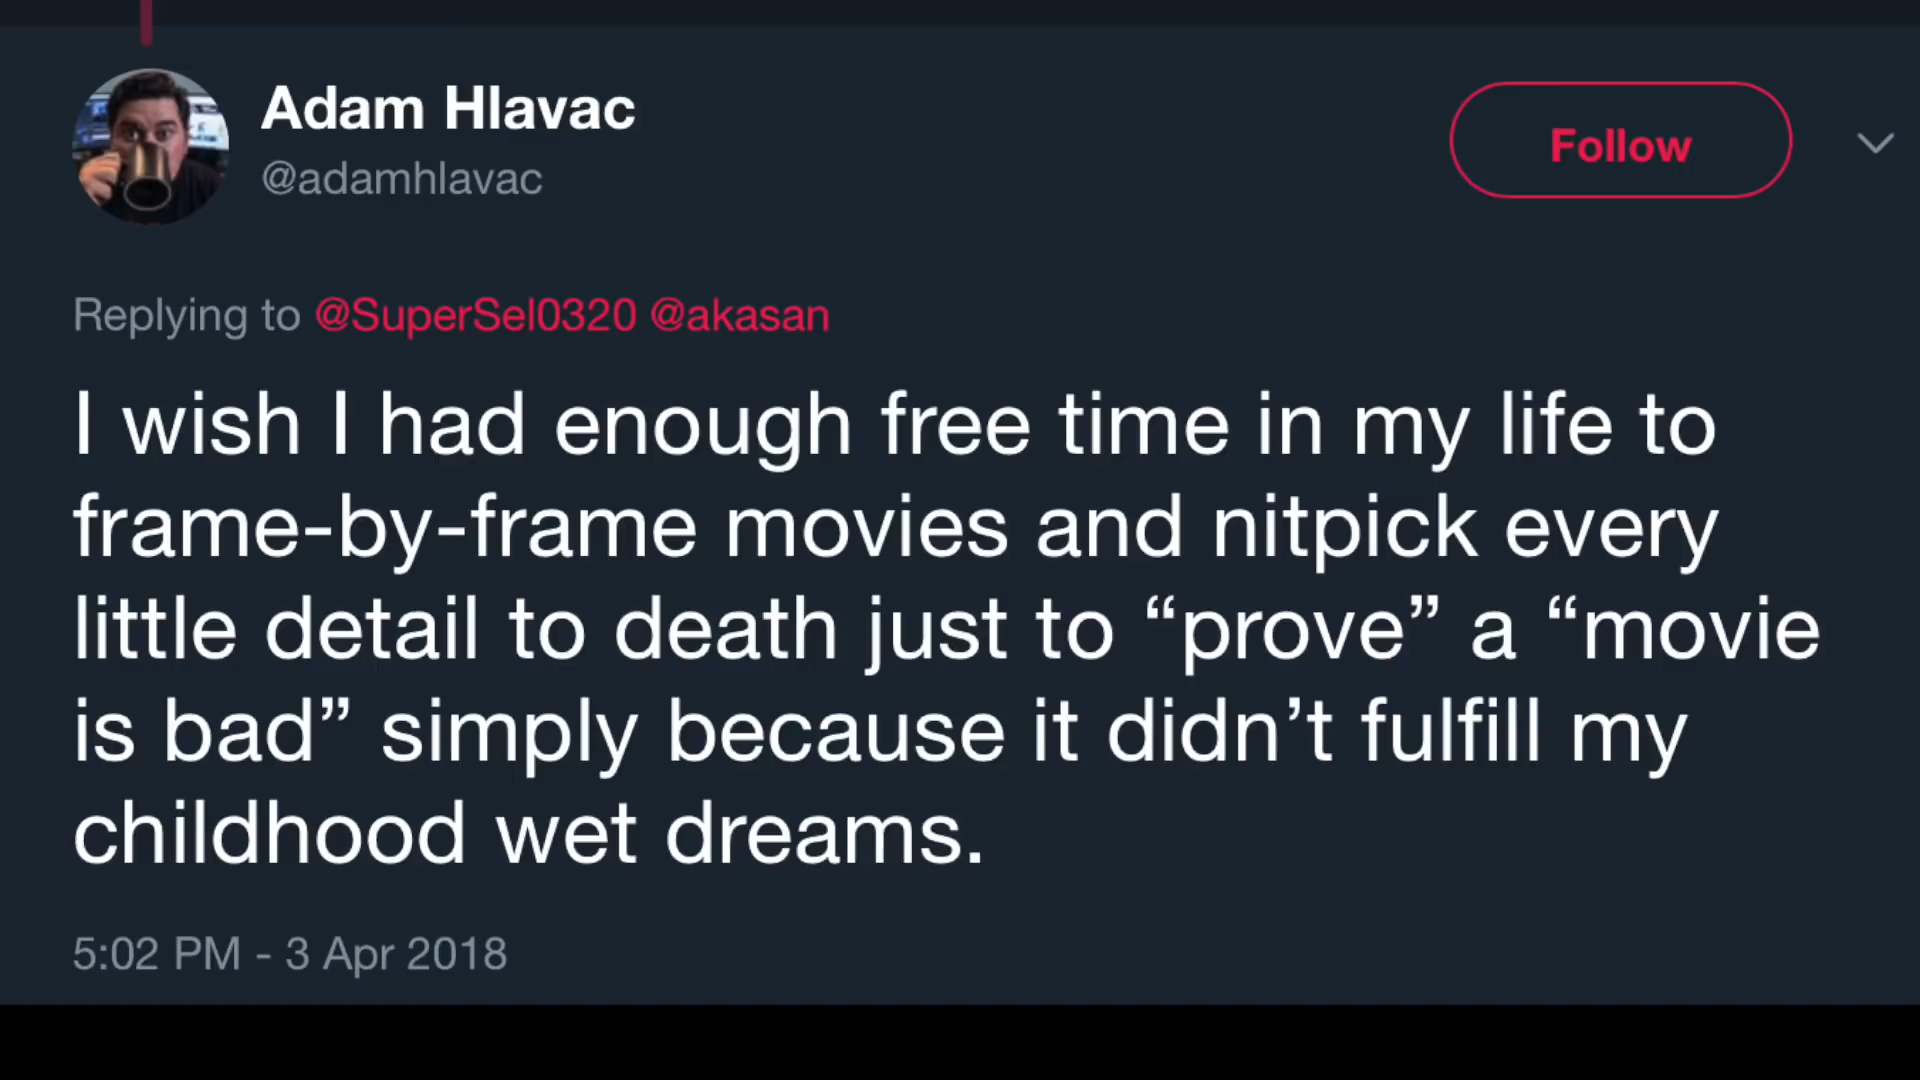 Adam Hlavac
@adamhlavac
Follow
Replying to @SuperSel0320 @akasan
I wish I had enough free time in my life to
frame-by-frame movies and nitpick every
little detail to death just to “prove” a “movie
is bad” simply because it didn’t fulfill my
childhood wet dreams.
5:02 PM - 3 Apr 2018